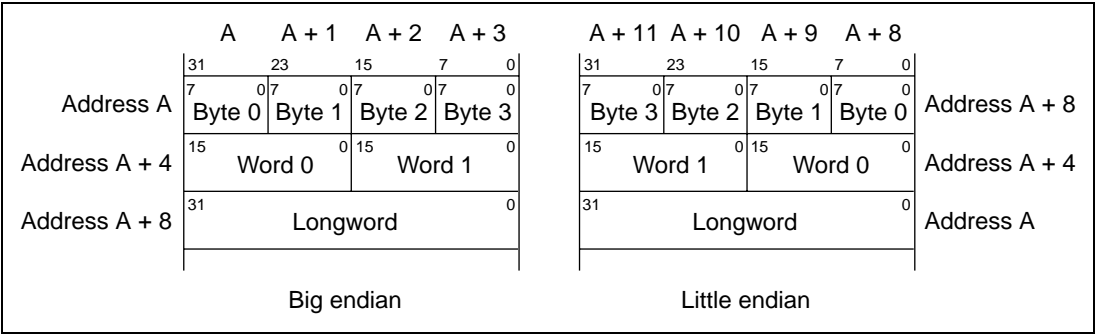 A A + 1 A + 2 A + 3 A + 11 A + 10 A + 9 A + 8
31 23 15 7 0 31 23 15 7 0
7 0 7 0 7 0 7 0 7 0 7 0 7 0 7 0
Address A Byte 0 Byte 1 Byte 2 Byte 3 Byte 3 Byte 2 Byte 1 Byte 0 Address A + 8
15 0 15 0 15 0 15 0
Address A + 4 Word 0 Word 1 Word 1 Word 0 Address A + 4
31 0 31 0
Address A + 8 Longword Longword Address A
Big endian Little endian